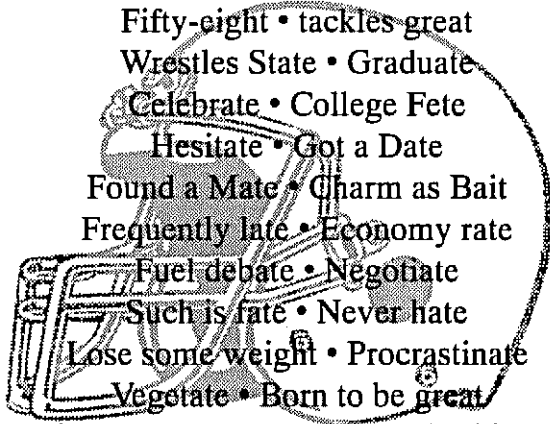 Fifty-eight • tackles great
Wrestles State • Graduate
Celebrate • College Fete
Hesitate • Got a Date
Found a Mate • Charm as Bait
Frequently late • Economy rate
Fuel debate • Negotiate
Such is fate • Never hate
Lose some weight • Procrastinate
Vegetate • Born to be great